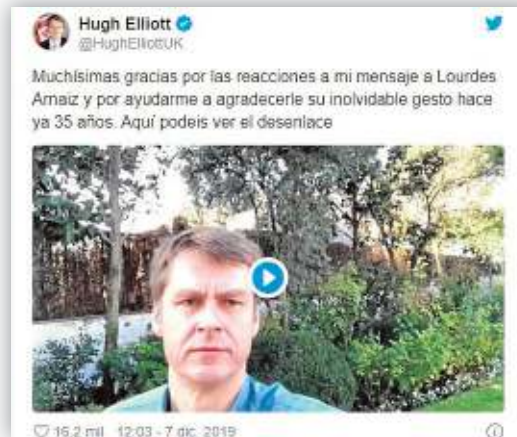 Hugh Elliott
@HughElliottUK
Muchísimas gracias por las reacciones a mi mensaje a Lourdes
Arnaiz y por ayudarme a agradecerle su inolvidable gesto hace
ya 35 años. Aquí podeis ver el desenlace
16,2 mil 12:03 - 7 dic. 2019